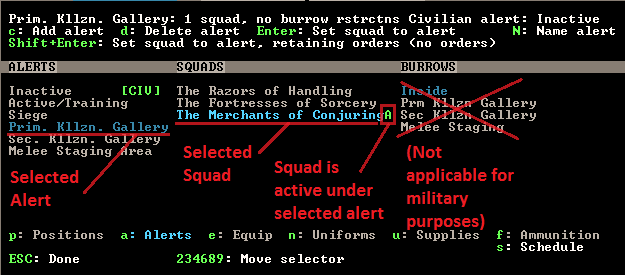 Prim. Kllzn. Gallery: 1 squad, no burrow rstrctns Civilian alert: Inactive
c: Add alert d: Delete alert Enter: Set squad to alert N: Name alert
Shift+Enter: Set squad to alert, retaining orders (no orders)
ALERTS SQUADS BURROWS
Inactive [CIV] The Razors of Handling Inside
Active/Training The Fortresses of Sorcery Prm Kllzn Gallery
Siege The Merchants of Conjuring A Sec Kllzn Gallery
Prim. Kllzn. Gallery Melee Staging
Sec. Kllzn. Gallery
Melee Staging Area
Selected
Alert
Selected
Squad
Squad is
active under
selected alert
(Not
applicable for
military
purposes)
p: Positions a: Alerts e: Equip n: Uniforms u: Supplies f: Ammunition
s: Schedule
ESC: Done 234689: Move selector